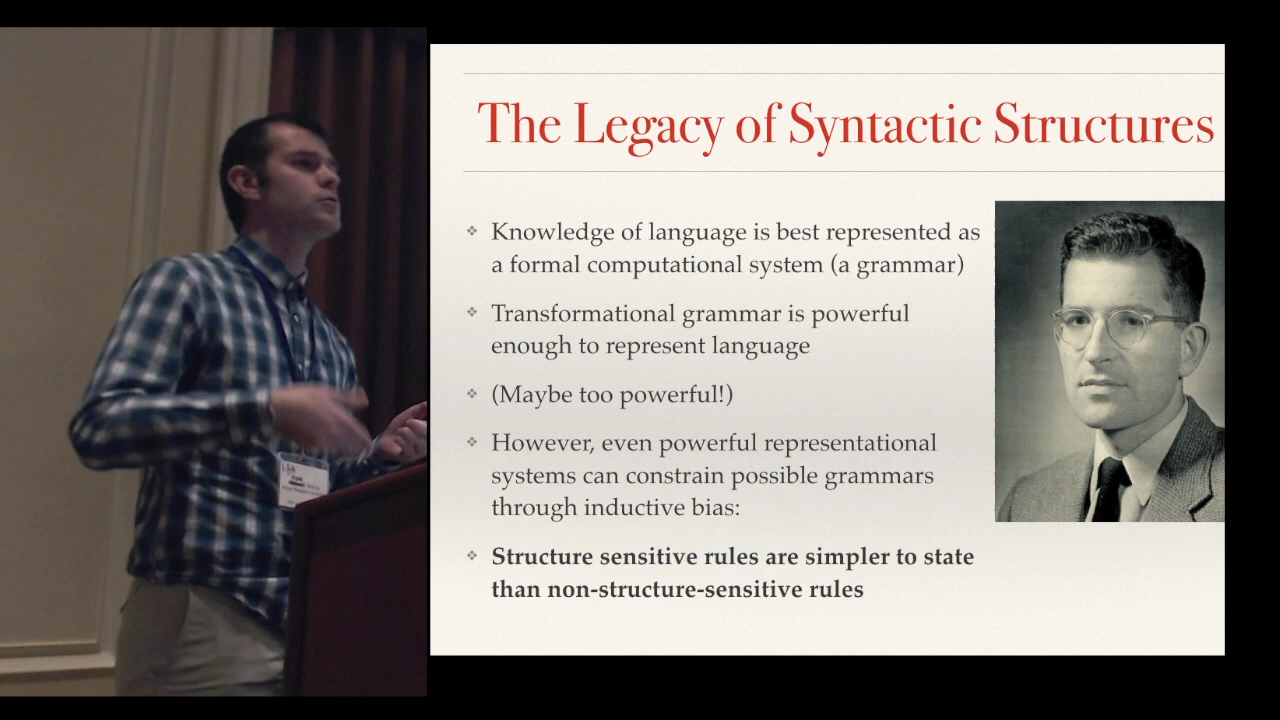 The Legacy of Syntactic Structures
❖ Knowledge of language is best represented as
a formal computational system (a grammar)
❖ Transformational grammar is powerful
enough to represent language
❖ (Maybe too powerful!)
❖ However, even powerful representational
systems can constrain possible grammars
through inductive bias:
❖ Structure sensitive rules are simpler to state
than non-structure-sensitive rules
LSA